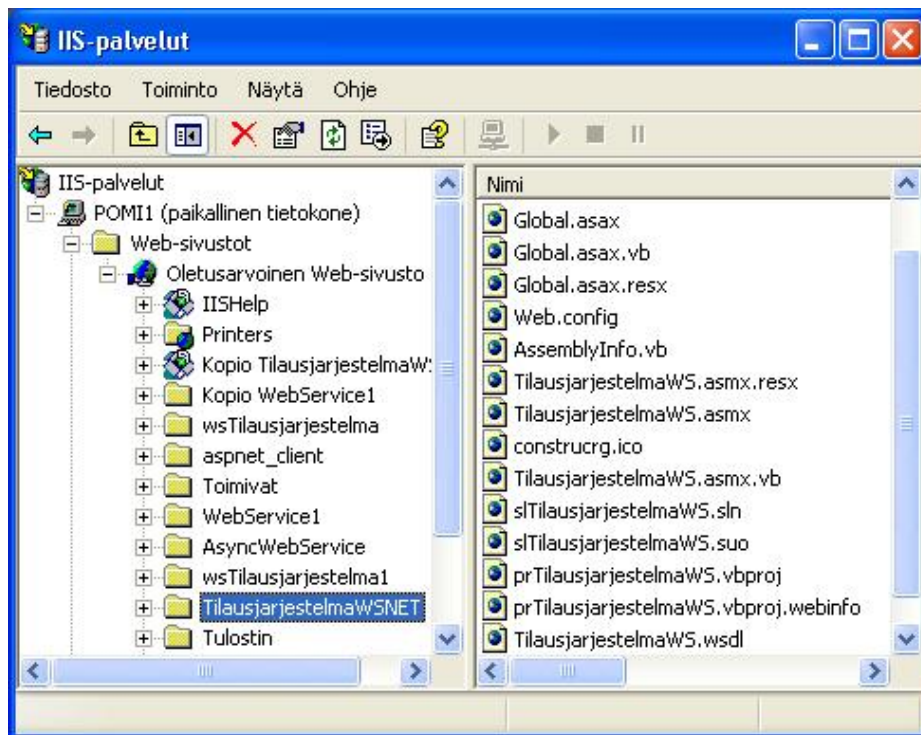 IIS-palvelut
Tiedosto Toiminto Näytä Ohje
IIS-palvelut
POMI1 (paikallinen tietokone)
Web-sivustot
Oletusarvoinen Web-sivusto
IISHelp
Printers
Kopio TilausjarjestelmaW
Kopio WebService1
wsTilausjarjestelma
aspnet_client
Toimivat
WebService1
AsyncWebService
wsTilausjarjestelma1
TilausjarjestelmaWSNET
Tulostin
Nimi
Global.asax
Global.asax.vb
Global.asax.resx
Web.config
AssemblyInfo.vb
TilausjarjestelmaWS.asmx.resx
TilausjarjestelmaWS.asmx
construcrg.ico
TilausjarjestelmaWS.asmx.vb
slTilausjarjestelmaWS.sln
slTilausjarjestelmaWS.suo
prTilausjarjestelmaWS.vbproj
prTilausjarjestelmaWS.vbproj.webinfo
TilausjarjestelmaWS.wsdl